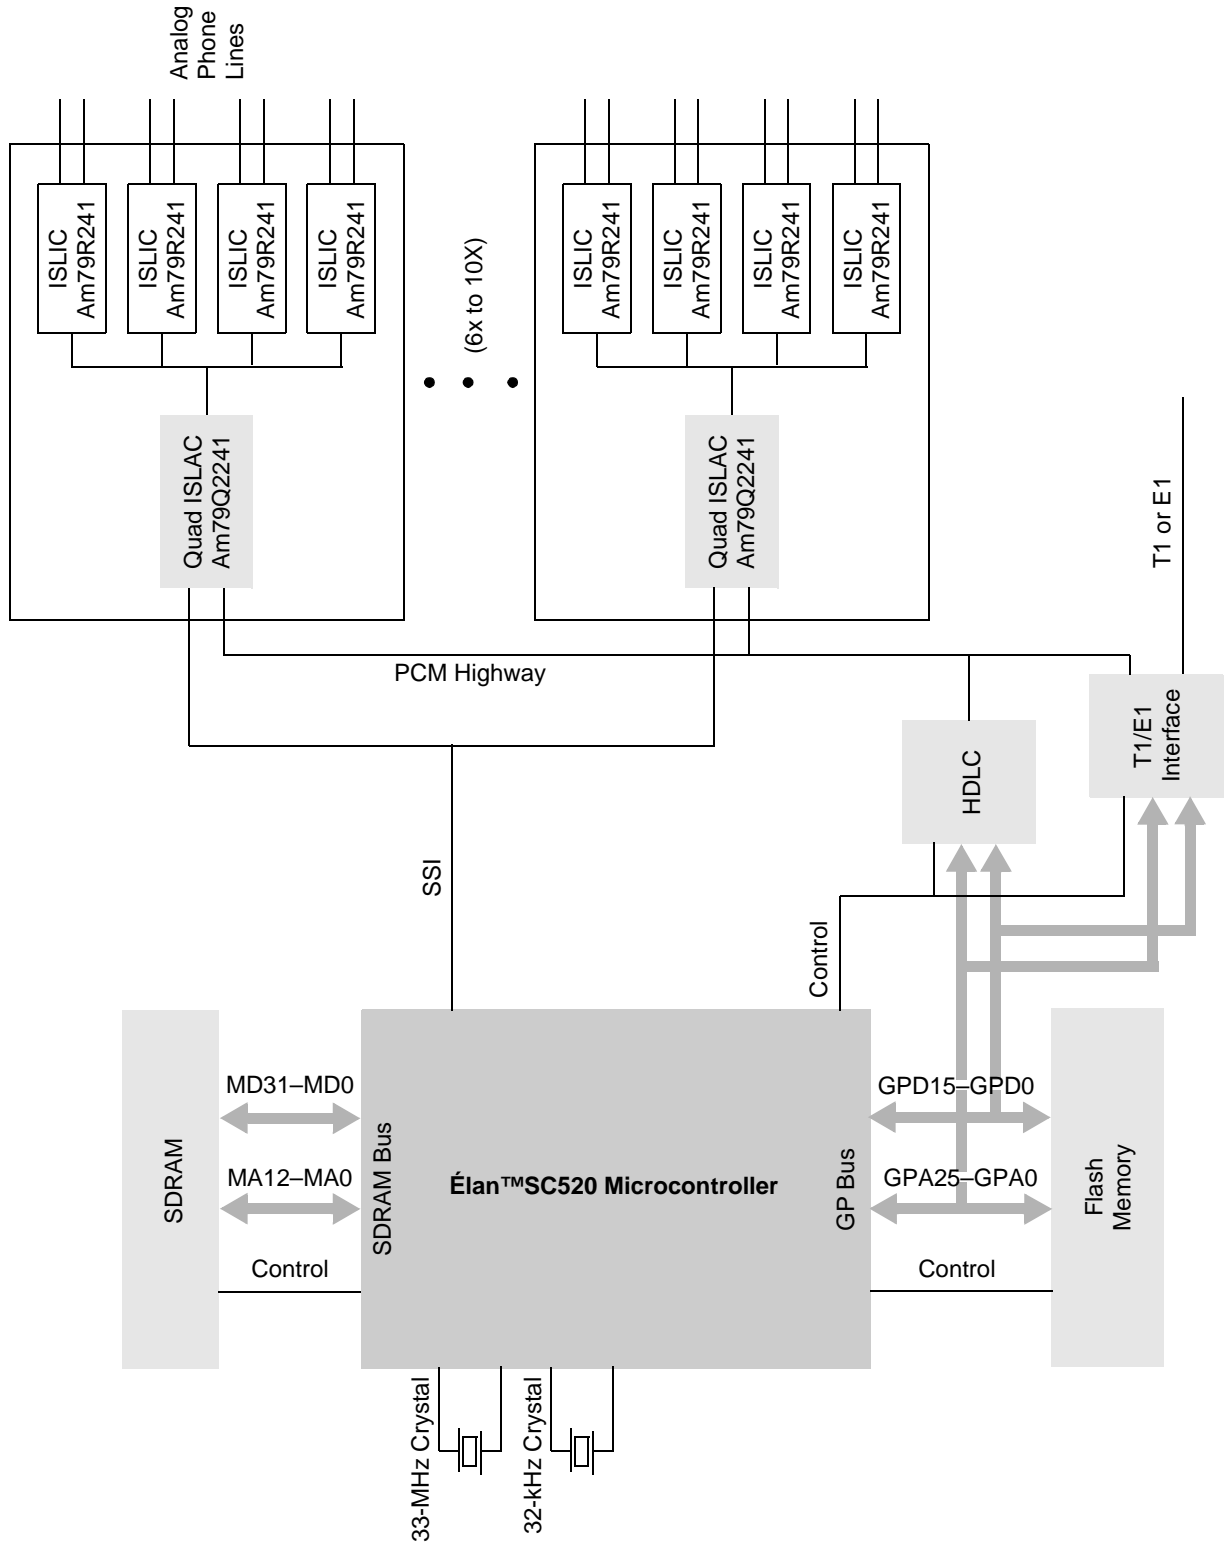 Analog
Phone
Lines
ISLIC
Am79R241
ISLIC
Am79R241
ISLIC
Am79R241
ISLIC
Am79R241
ISLIC
Am79R241
ISLIC
Am79R241
ISLIC
Am79R241
ISLIC
Am79R241
(6x to 10X)
Quad ISLAC
Am79Q2241
Quad ISLAC
Am79Q2241
T1 or E1
PCM Highway
T1/E1
Interface
HDLC
SSI
Control
SDRAM
MD31–MD0
MA12–MA0
Control
SDRAM Bus
Élan™SC520 Microcontroller
GP Bus
GPD15–GPD0
GPA25–GPA0
Control
Flash
Memory
33-MHz Crystal
32-kHz Crystal